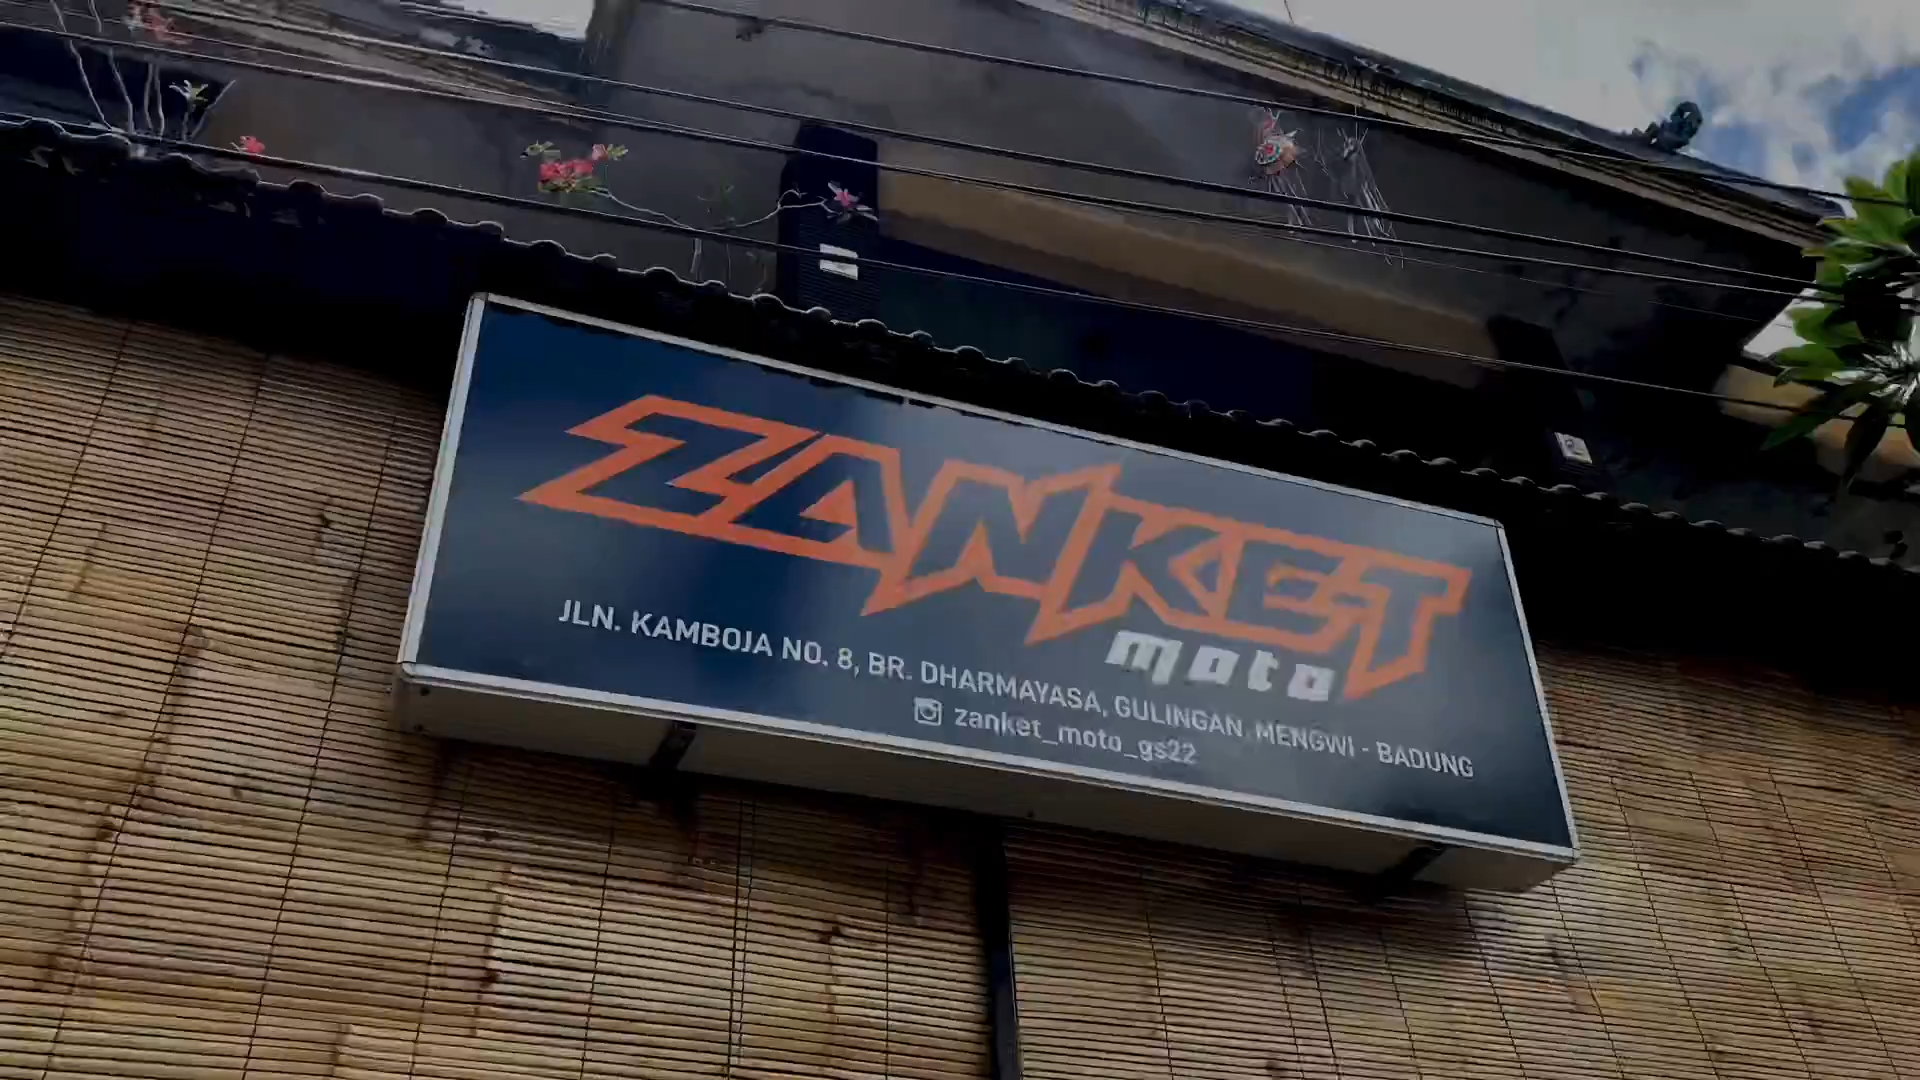 ZANKET
moto
JLN. KAMBOJA NO. 8, BR. DHARMAYASA, GULINGAN, MENGWI - BADUNG
zanket_moto_gs22